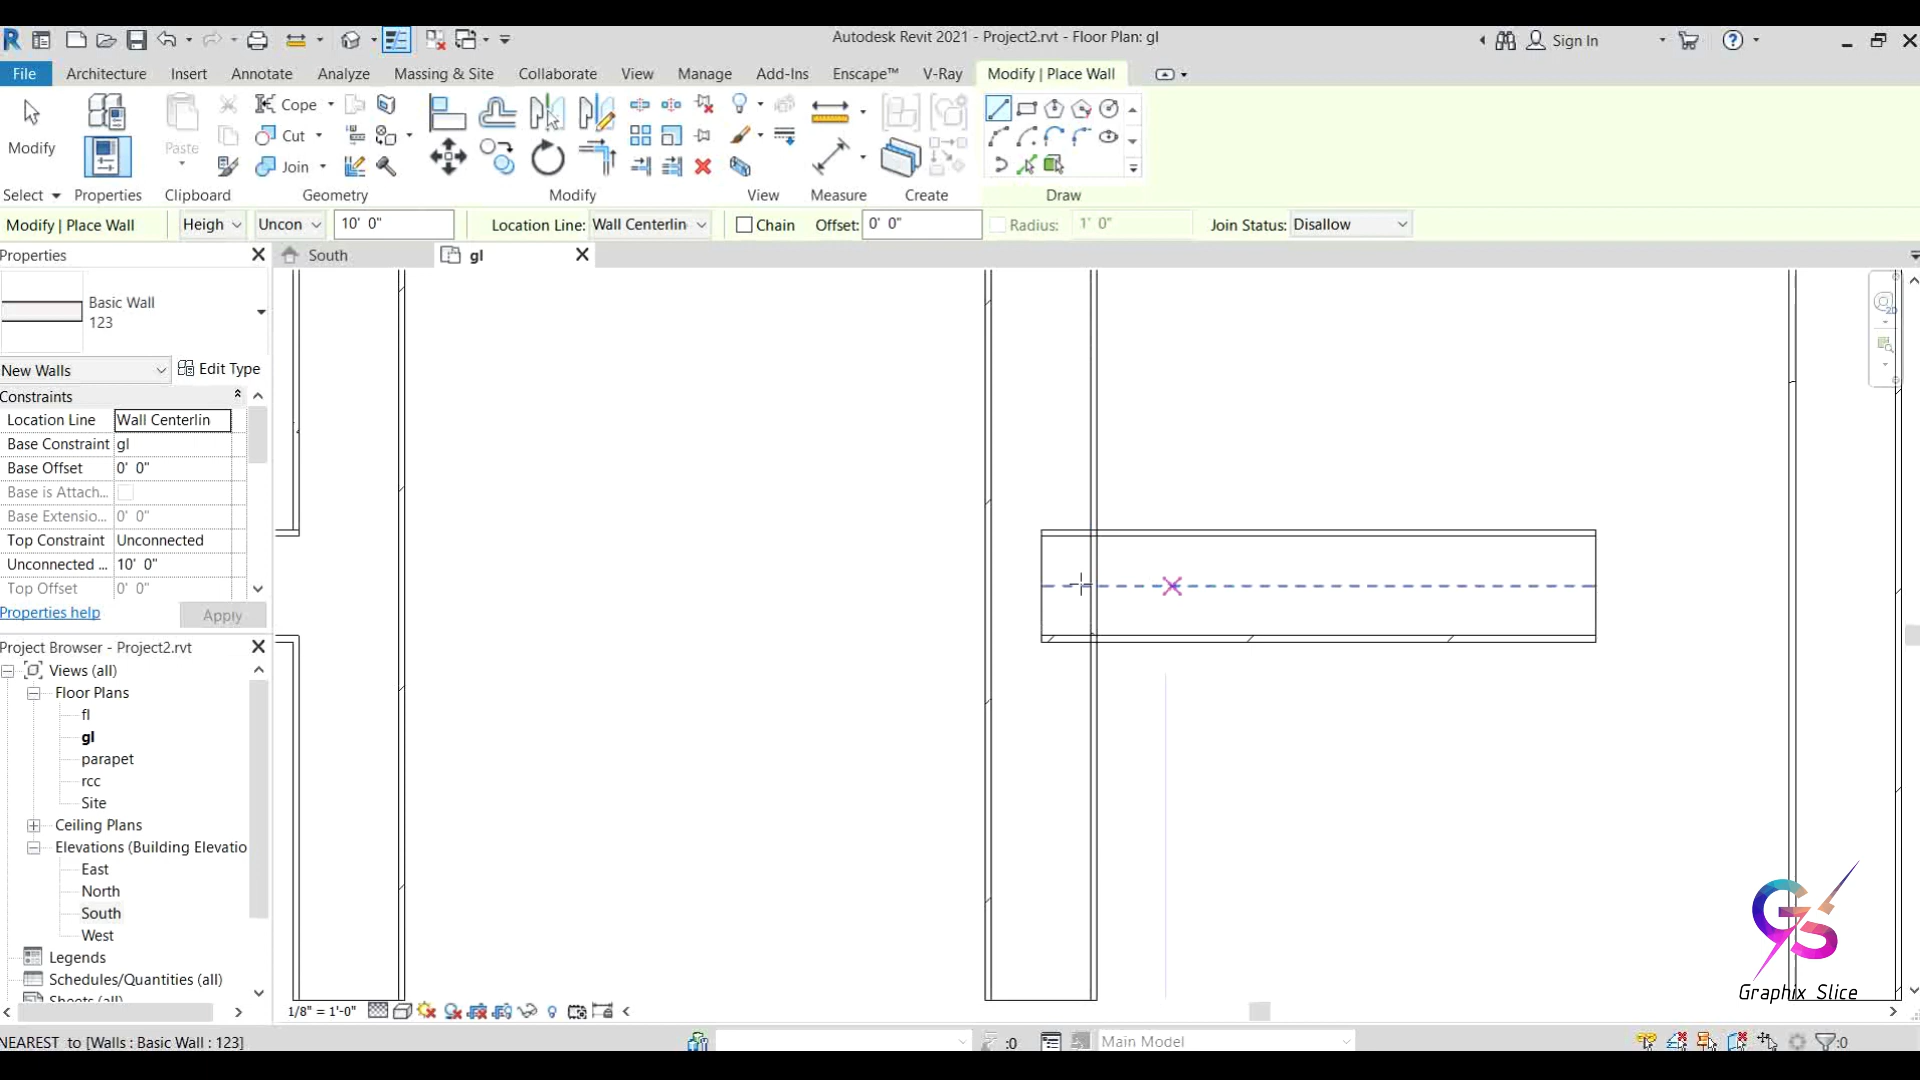 Autodesk Revit 2021 - Project2.rvt - Floor Plan: gl
Sign In
File
Architecture
Insert
Annotate
Analyze
Massing & Site
Collaborate
View
Manage
Add-Ins
Enscape™
V-Ray
Modify | Place Wall
Modify
Paste
Cope
Cut
Join
Select
Properties
Clipboard
Geometry
Modify
View
Measure
Create
Draw
Modify | Place Wall
Heigh
Uncon
10' 0"
Location Line:
Wall Centerlin
Chain
Offset:
0' 0"
Radius:
1' 0"
Join Status:
Disallow
Properties
South
gl
Basic Wall
123
New Walls
Edit Type
Constraints
Location Line
Wall Centerlin
Base Constraint
gl
Base Offset
0' 0"
Base is Attach...
Base Extensio...
0' 0"
Top Constraint
Unconnected
Unconnected ...
10' 0"
Top Offset
0' 0"
Properties help
Apply
Project Browser - Project2.rvt
Views (all)
Floor Plans
fl
gl
parapet
rcc
Site
Ceiling Plans
Elevations (Building Elevatio
East
North
South
West
Legends
Schedules/Quantities (all)
Sheets (all)
1/8" = 1'-0"
NEAREST to [Walls : Basic Wall : 123]
:0
Main Model
:0
GS
Graphix Slice